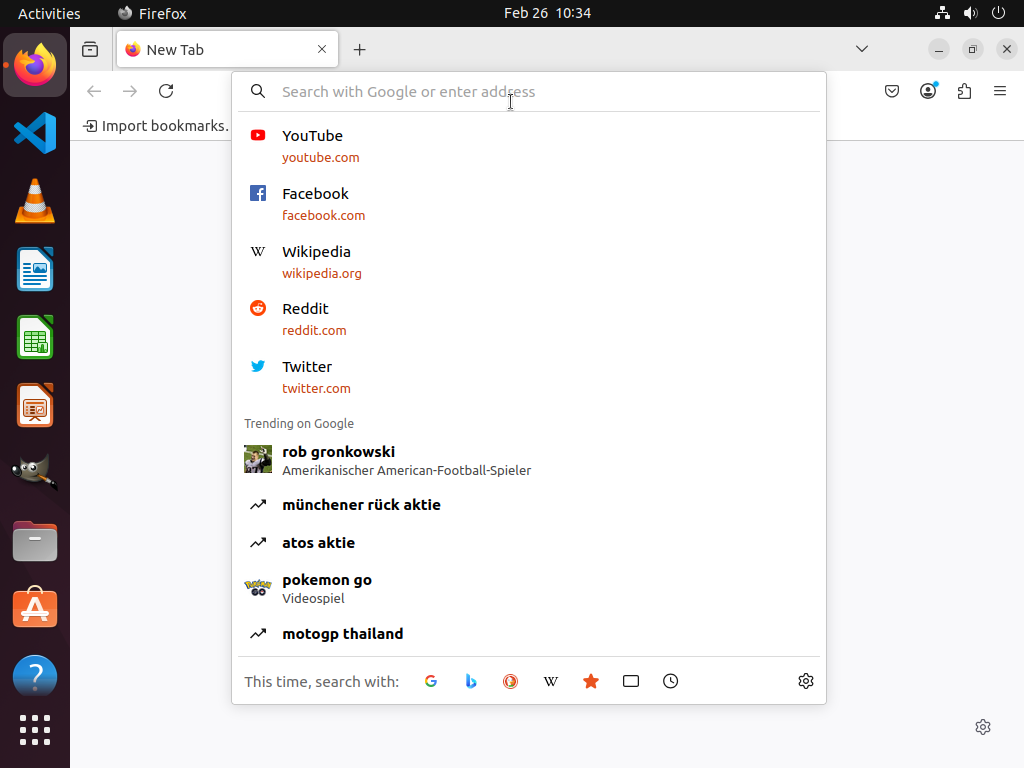 Activities
Firefox
Feb 26 10:34
New Tab
Search with Google or enter address
Import bookmarks.
YouTube
youtube.com
Facebook
facebook.com
W
Wikipedia
wikipedia.org
Reddit
reddit.com
Twitter
twitter.com
Trending on Google
rob gronkowski
Amerikanischer American-Football-Spieler
münchener rück aktie
atos aktie
pokemon go
Videospiel
motogp thailand
This time, search with:
W